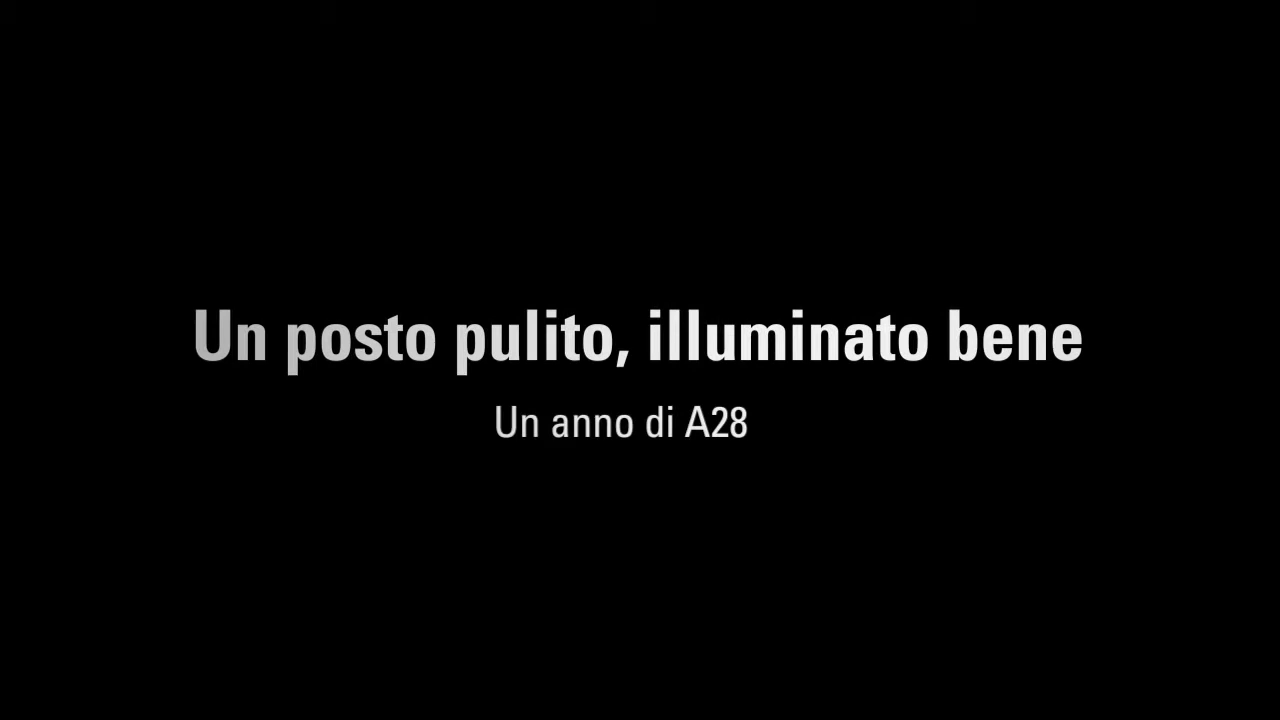 Un posto pulito, illuminato bene
Un anno di A28